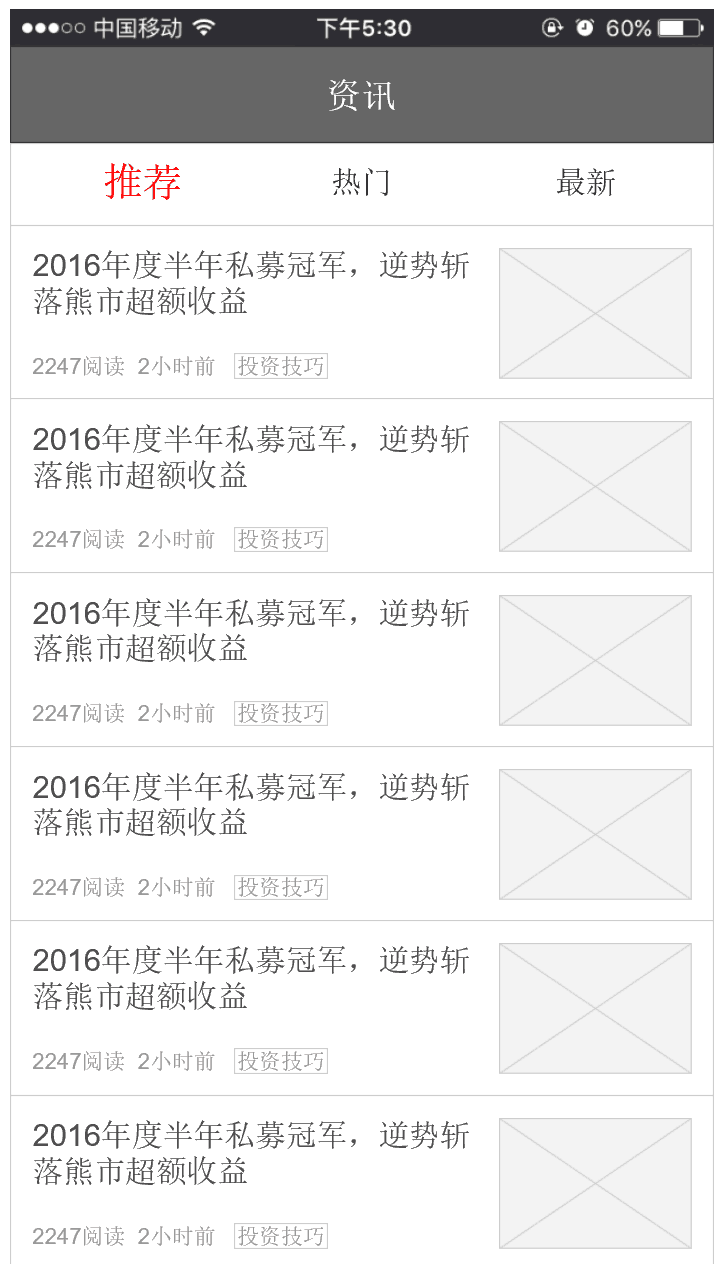 中国移动 下午5:30 60%
资讯
推荐 热门 最新
2016年度半年私募冠军，逆势斩
落熊市超额收益
2247阅读 2小时前 投资技巧
2016年度半年私募冠军，逆势斩
落熊市超额收益
2247阅读 2小时前 投资技巧
2016年度半年私募冠军，逆势斩
落熊市超额收益
2247阅读 2小时前 投资技巧
2016年度半年私募冠军，逆势斩
落熊市超额收益
2247阅读 2小时前 投资技巧
2016年度半年私募冠军，逆势斩
落熊市超额收益
2247阅读 2小时前 投资技巧
2016年度半年私募冠军，逆势斩
落熊市超额收益
2247阅读 2小时前 投资技巧